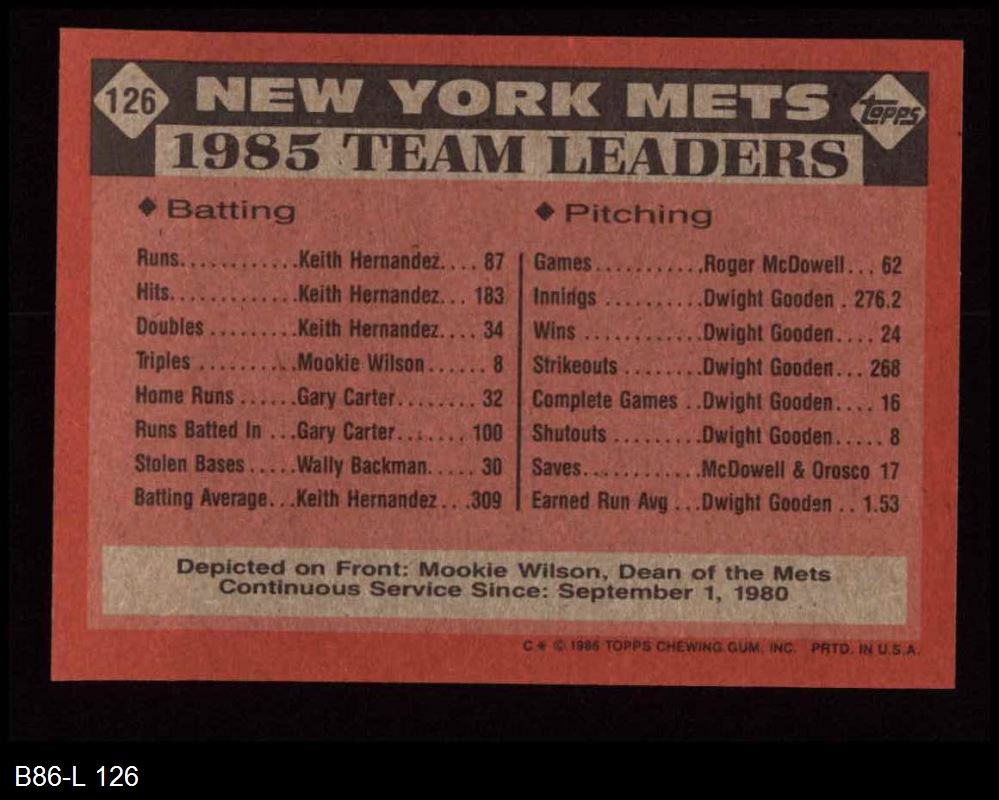 126 NEW YORK METS topps
1985 TEAM LEADERS
◆ Batting
Runs............Keith Hernandez.... 87
Hits............Keith Hernandez... 183
Doubles .........Keith Hernandez.... 34
Triples ..........Mookie Wilson...... 8
Home Runs ......Gary Carter........ 32
Runs Batted In ...Gary Carter....... 100
Stolen Bases .....Wally Backman..... 30
Batting Average...Keith Hernandez ...309
◆ Pitching
Games ...........Roger McDowell... 62
Innings ..........Dwight Gooden . 276.2
Wins ............Dwight Gooden.... 24
Strikeouts ........Dwight Gooden... 268
Complete Games ..Dwight Gooden.... 16
Shutouts .........Dwight Gooden..... 8
Saves............McDowell & Orosco 17
Earned Run Avg ...Dwight Gooden .. 1.53
Depicted on Front: Mookie Wilson, Dean of the Mets
Continuous Service Since: September 1, 1980
C * © 1986 TOPPS CHEWING GUM, INC. PRTD. IN U.S.A.
B86-L 126